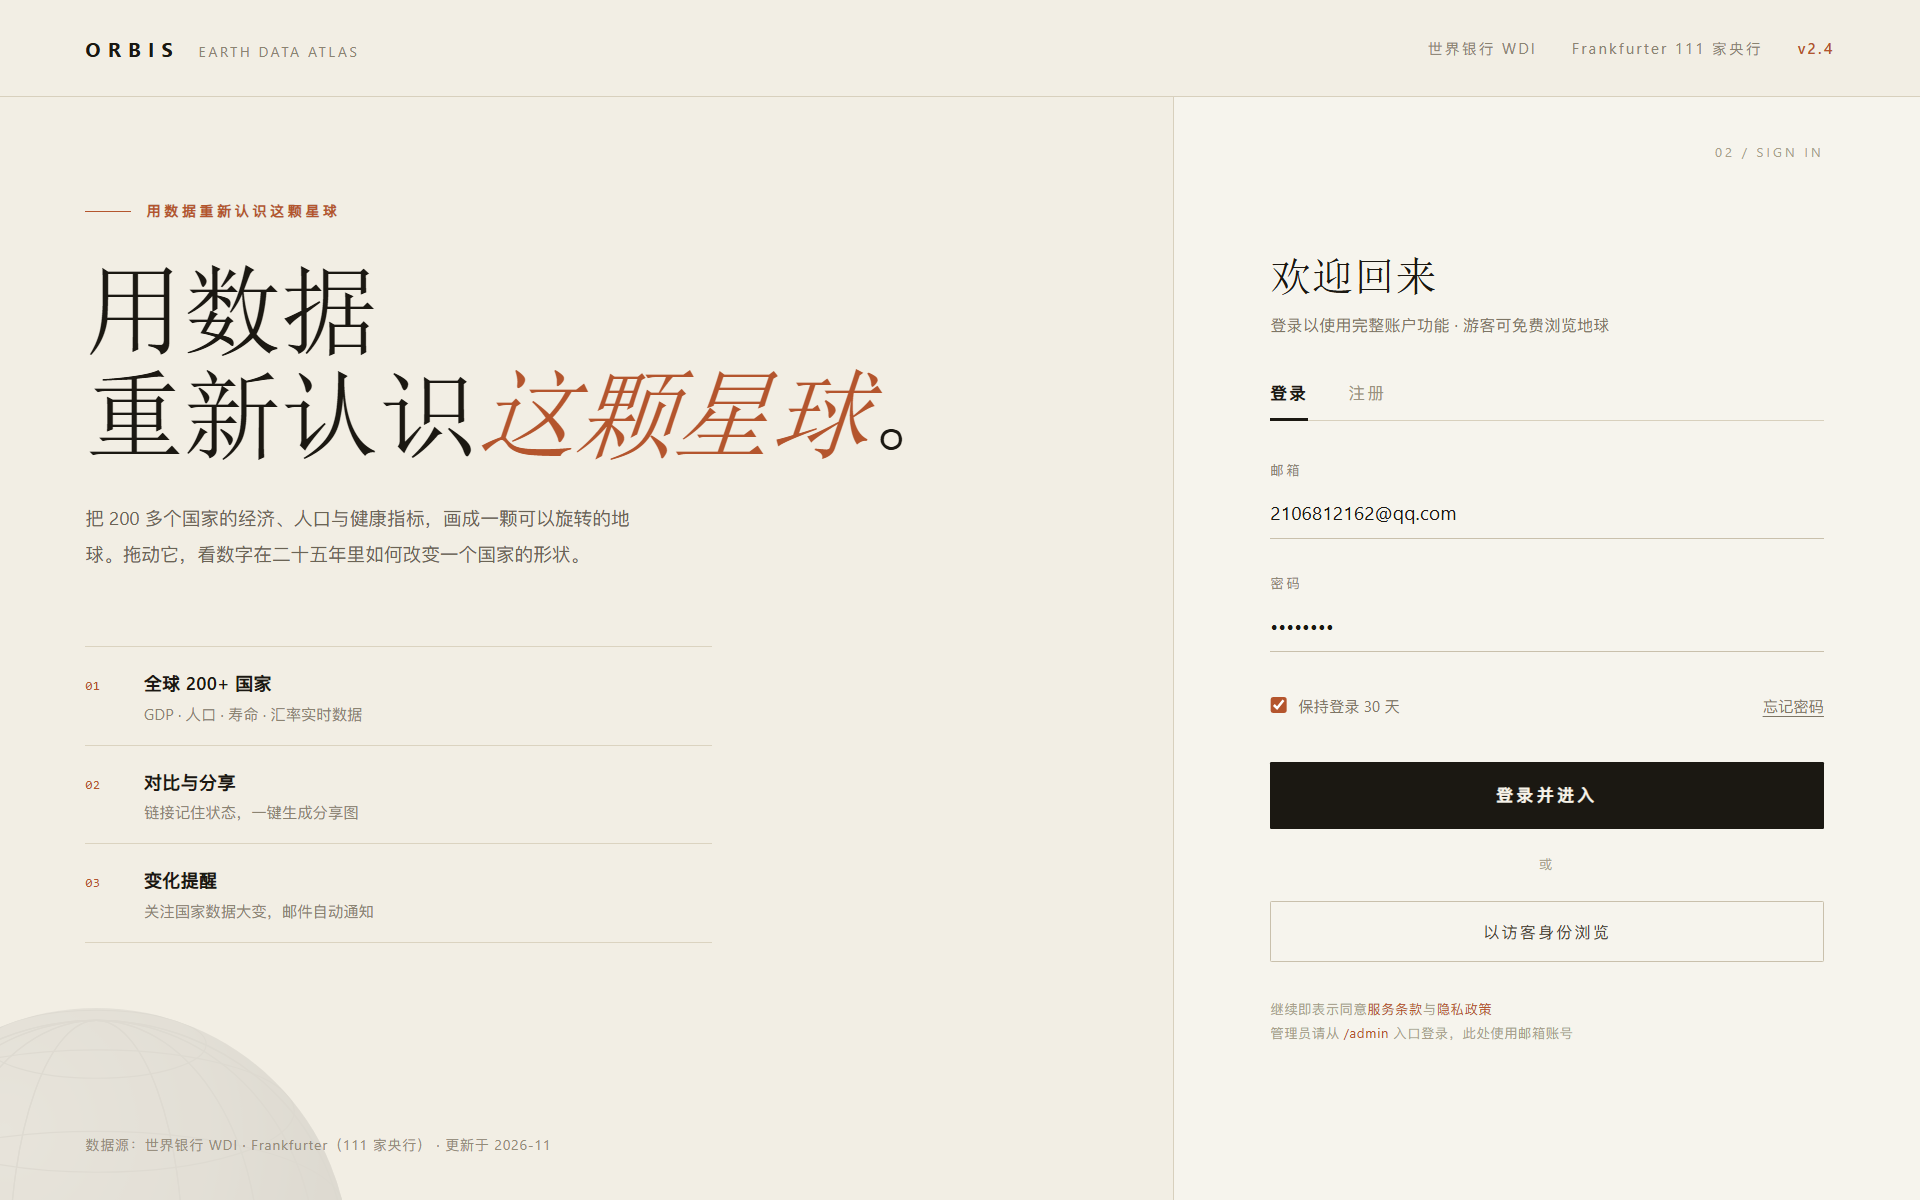 ORBIS EARTH DATA ATLAS
世界银行 WDI Frankfurter 111 家央行 v2.4
用数据重新认识这颗星球
用数据
重新认识这颗星球。
把 200 多个国家的经济、人口与健康指标，画成一颗可以旋转的地
球。拖动它，看数字在二十五年里如何改变一个国家的形状。
01 全球 200+ 国家
GDP · 人口 · 寿命 · 汇率实时数据
02 对比与分享
链接记住状态，一键生成分享图
03 变化提醒
关注国家数据大变，邮件自动通知
数据源：世界银行 WDI · Frankfurter（111 家央行） · 更新于 2026-11
02 / SIGN IN
欢迎回来
登录以使用完整账户功能 · 游客可免费浏览地球
登录 注册
邮箱
2106812162@qq.com
密码
••••••••
保持登录 30 天 忘记密码
登录并进入
或
以访客身份浏览
继续即表示同意服务条款与隐私政策
管理员请从 /admin 入口登录，此处使用邮箱账号